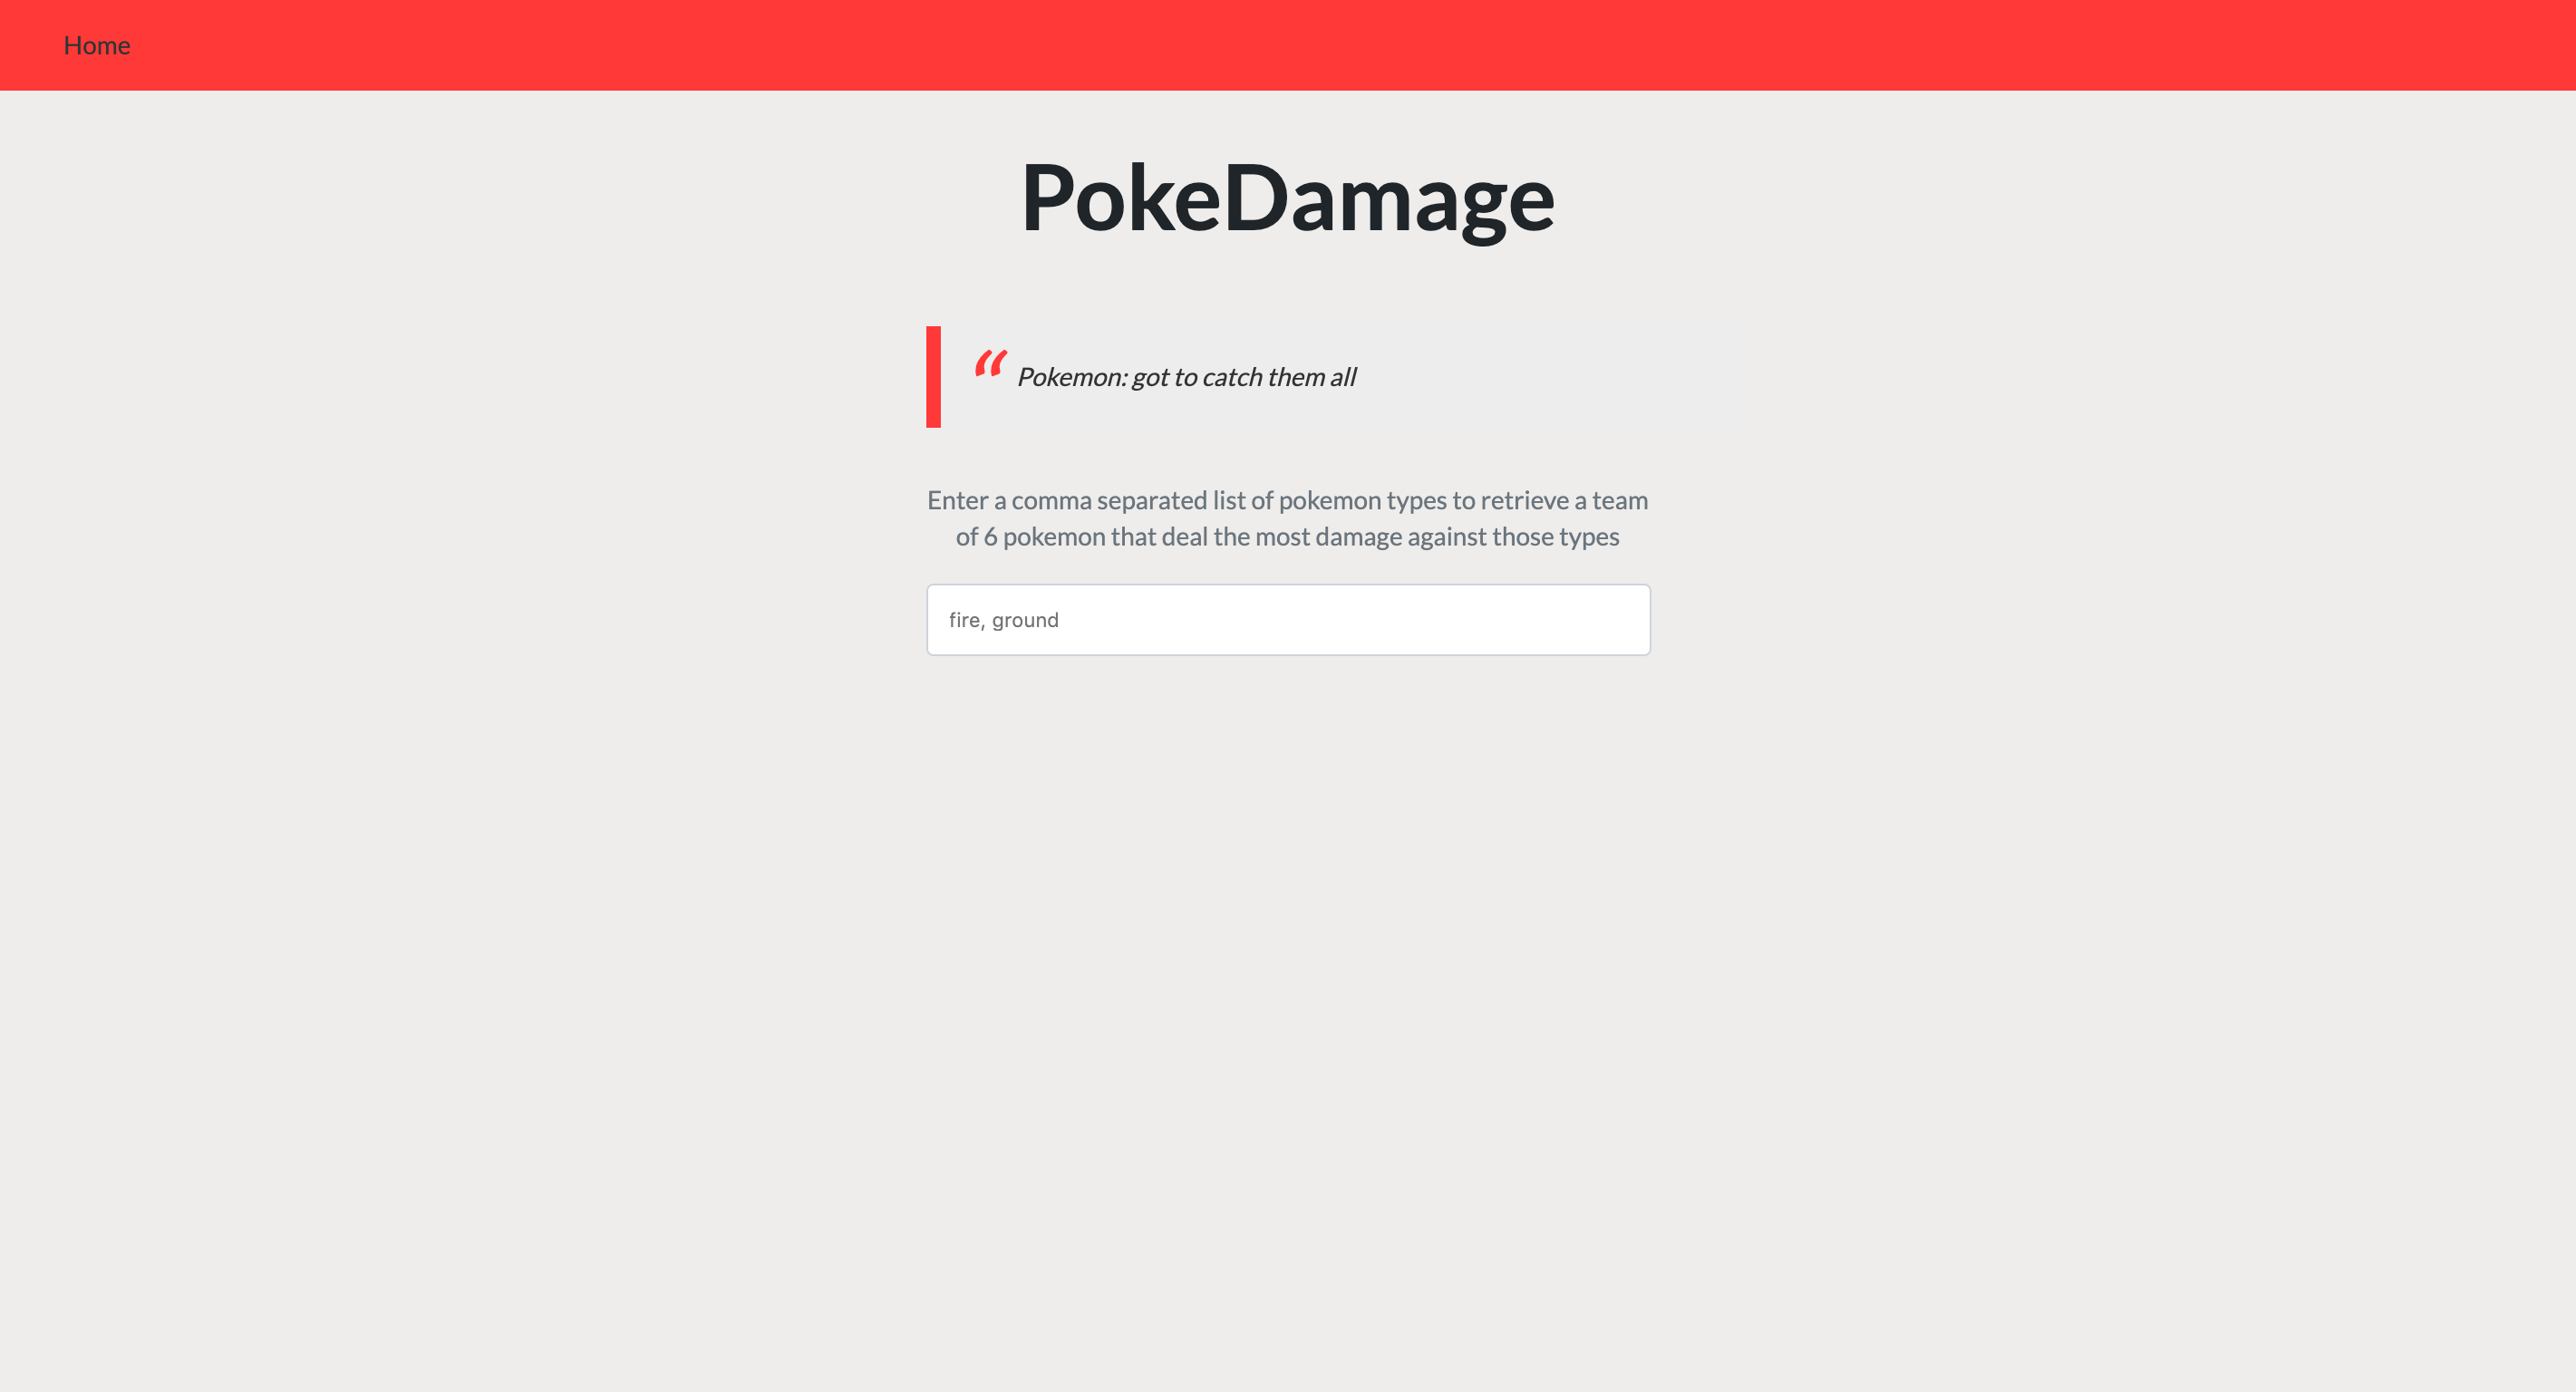 Home
PokeDamage
“ Pokemon: got to catch them all
Enter a comma separated list of pokemon types to retrieve a team
of 6 pokemon that deal the most damage against those types
fire, ground